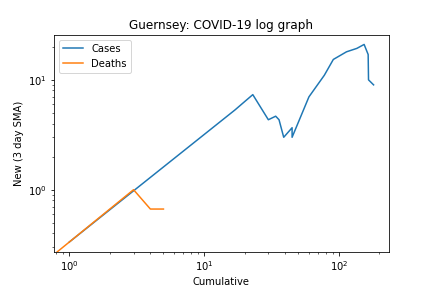 Guernsey: COVID-19 log graph
Cases
Deaths
New (3 day SMA)
10¹
10⁰
10⁰ 10¹ 10²
Cumulative